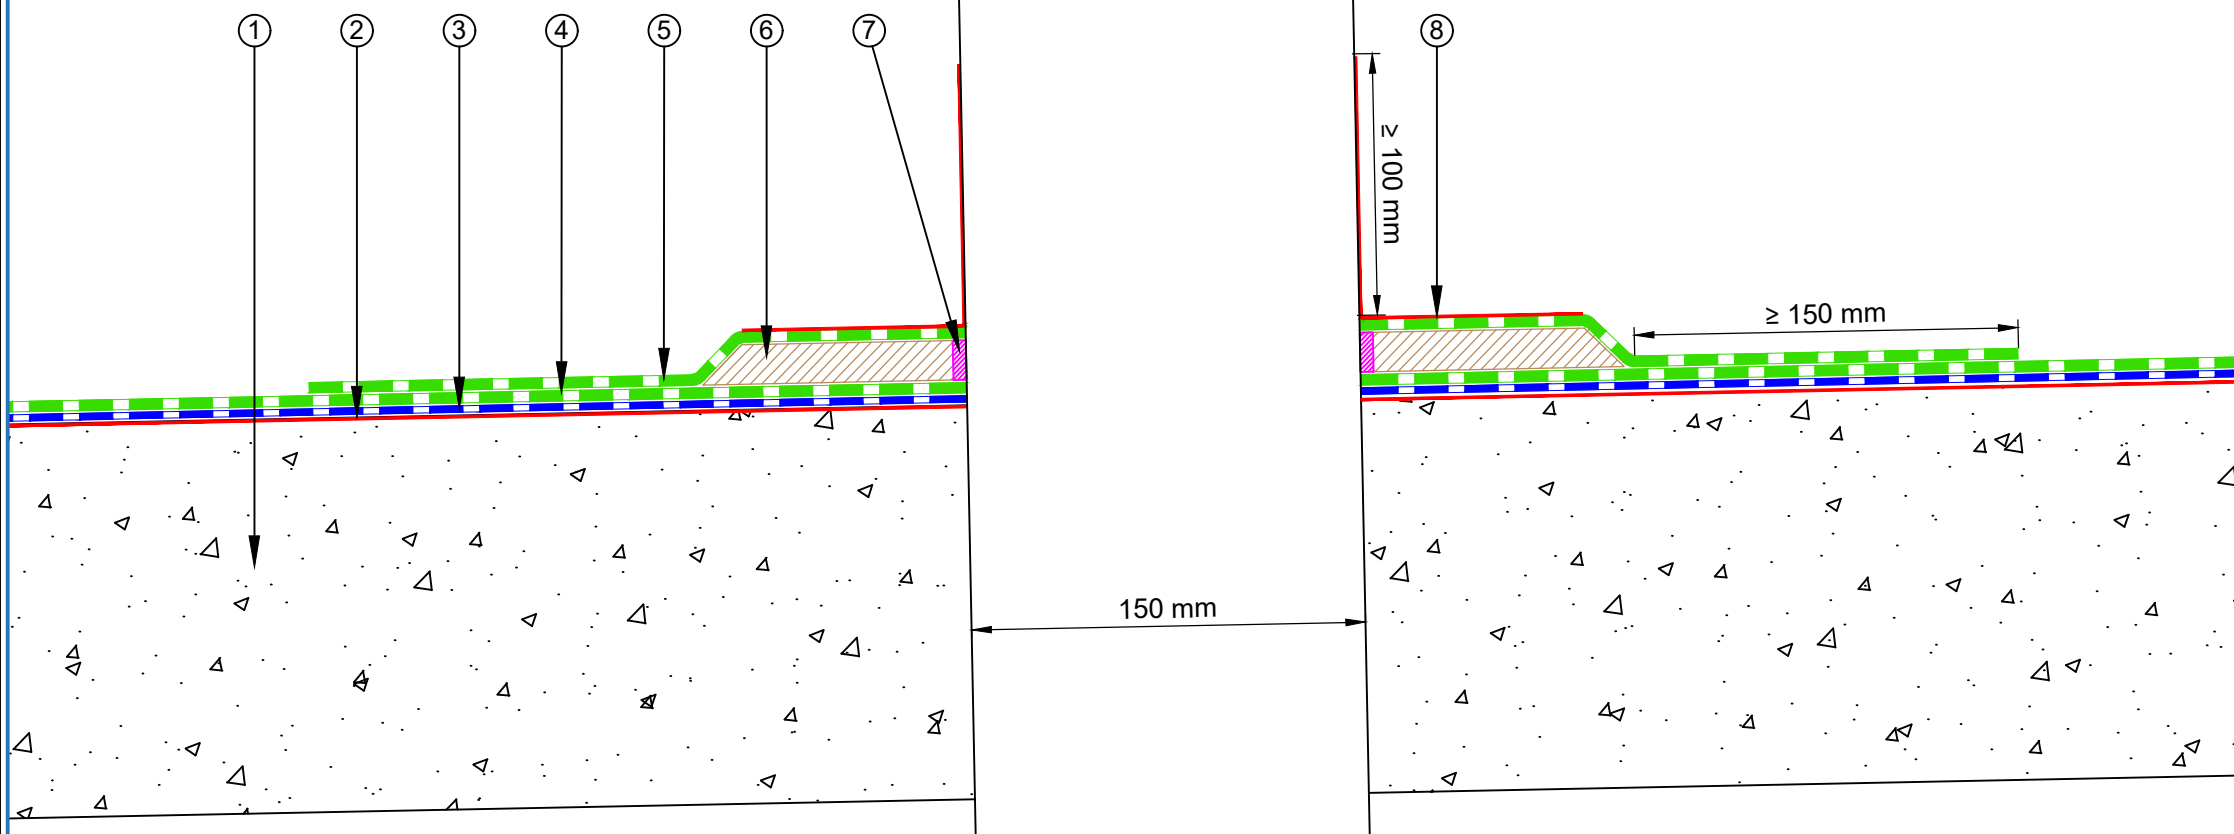 ① ② ③ ④ ⑤ ⑥ ⑦ ⑧
≥ 100 mm
≥ 150 mm
150 mm